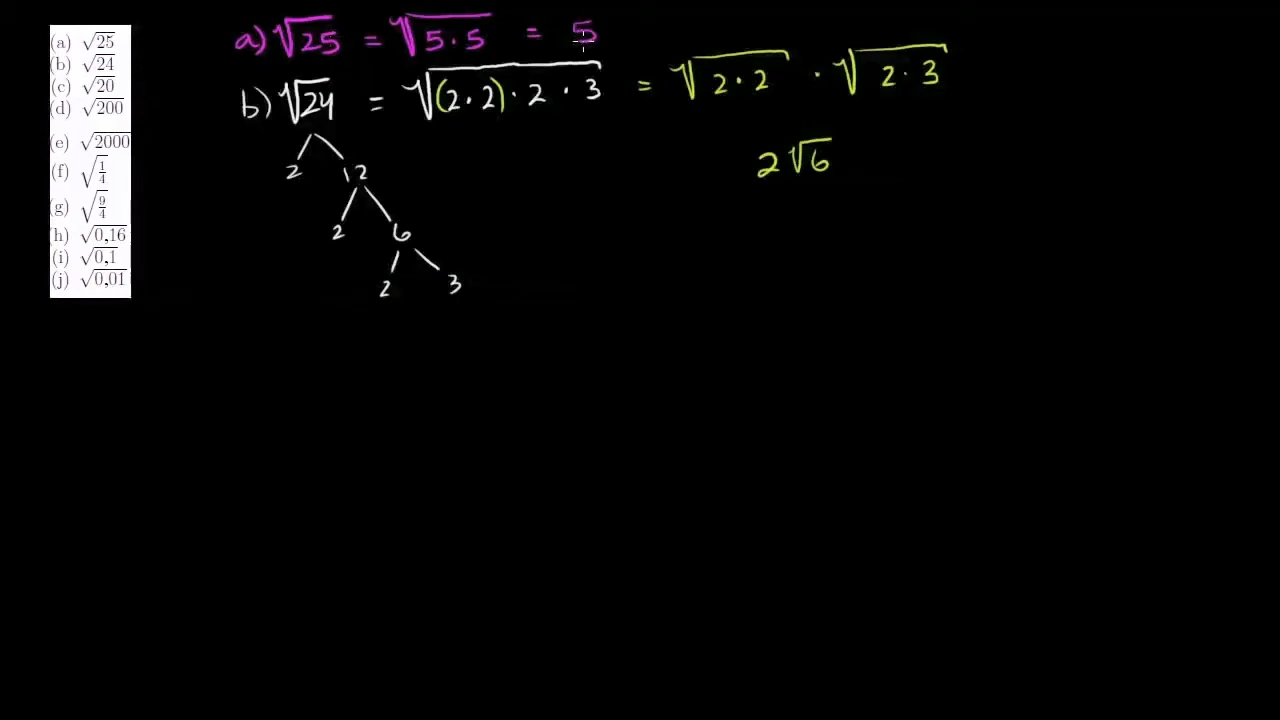 (a) √25
(b) √24
(c) √20
(d) √200
(e) √2000
(f) √(1/4)
(g) √(9/4)
(h) √0,16
(i) √0,1
(j) √0,01
a) √25 = √5·5 = 5
b) √24 = √(2·2)·2·3 = √2·2 · √2·3
2√6
2 12
2 6
2 3